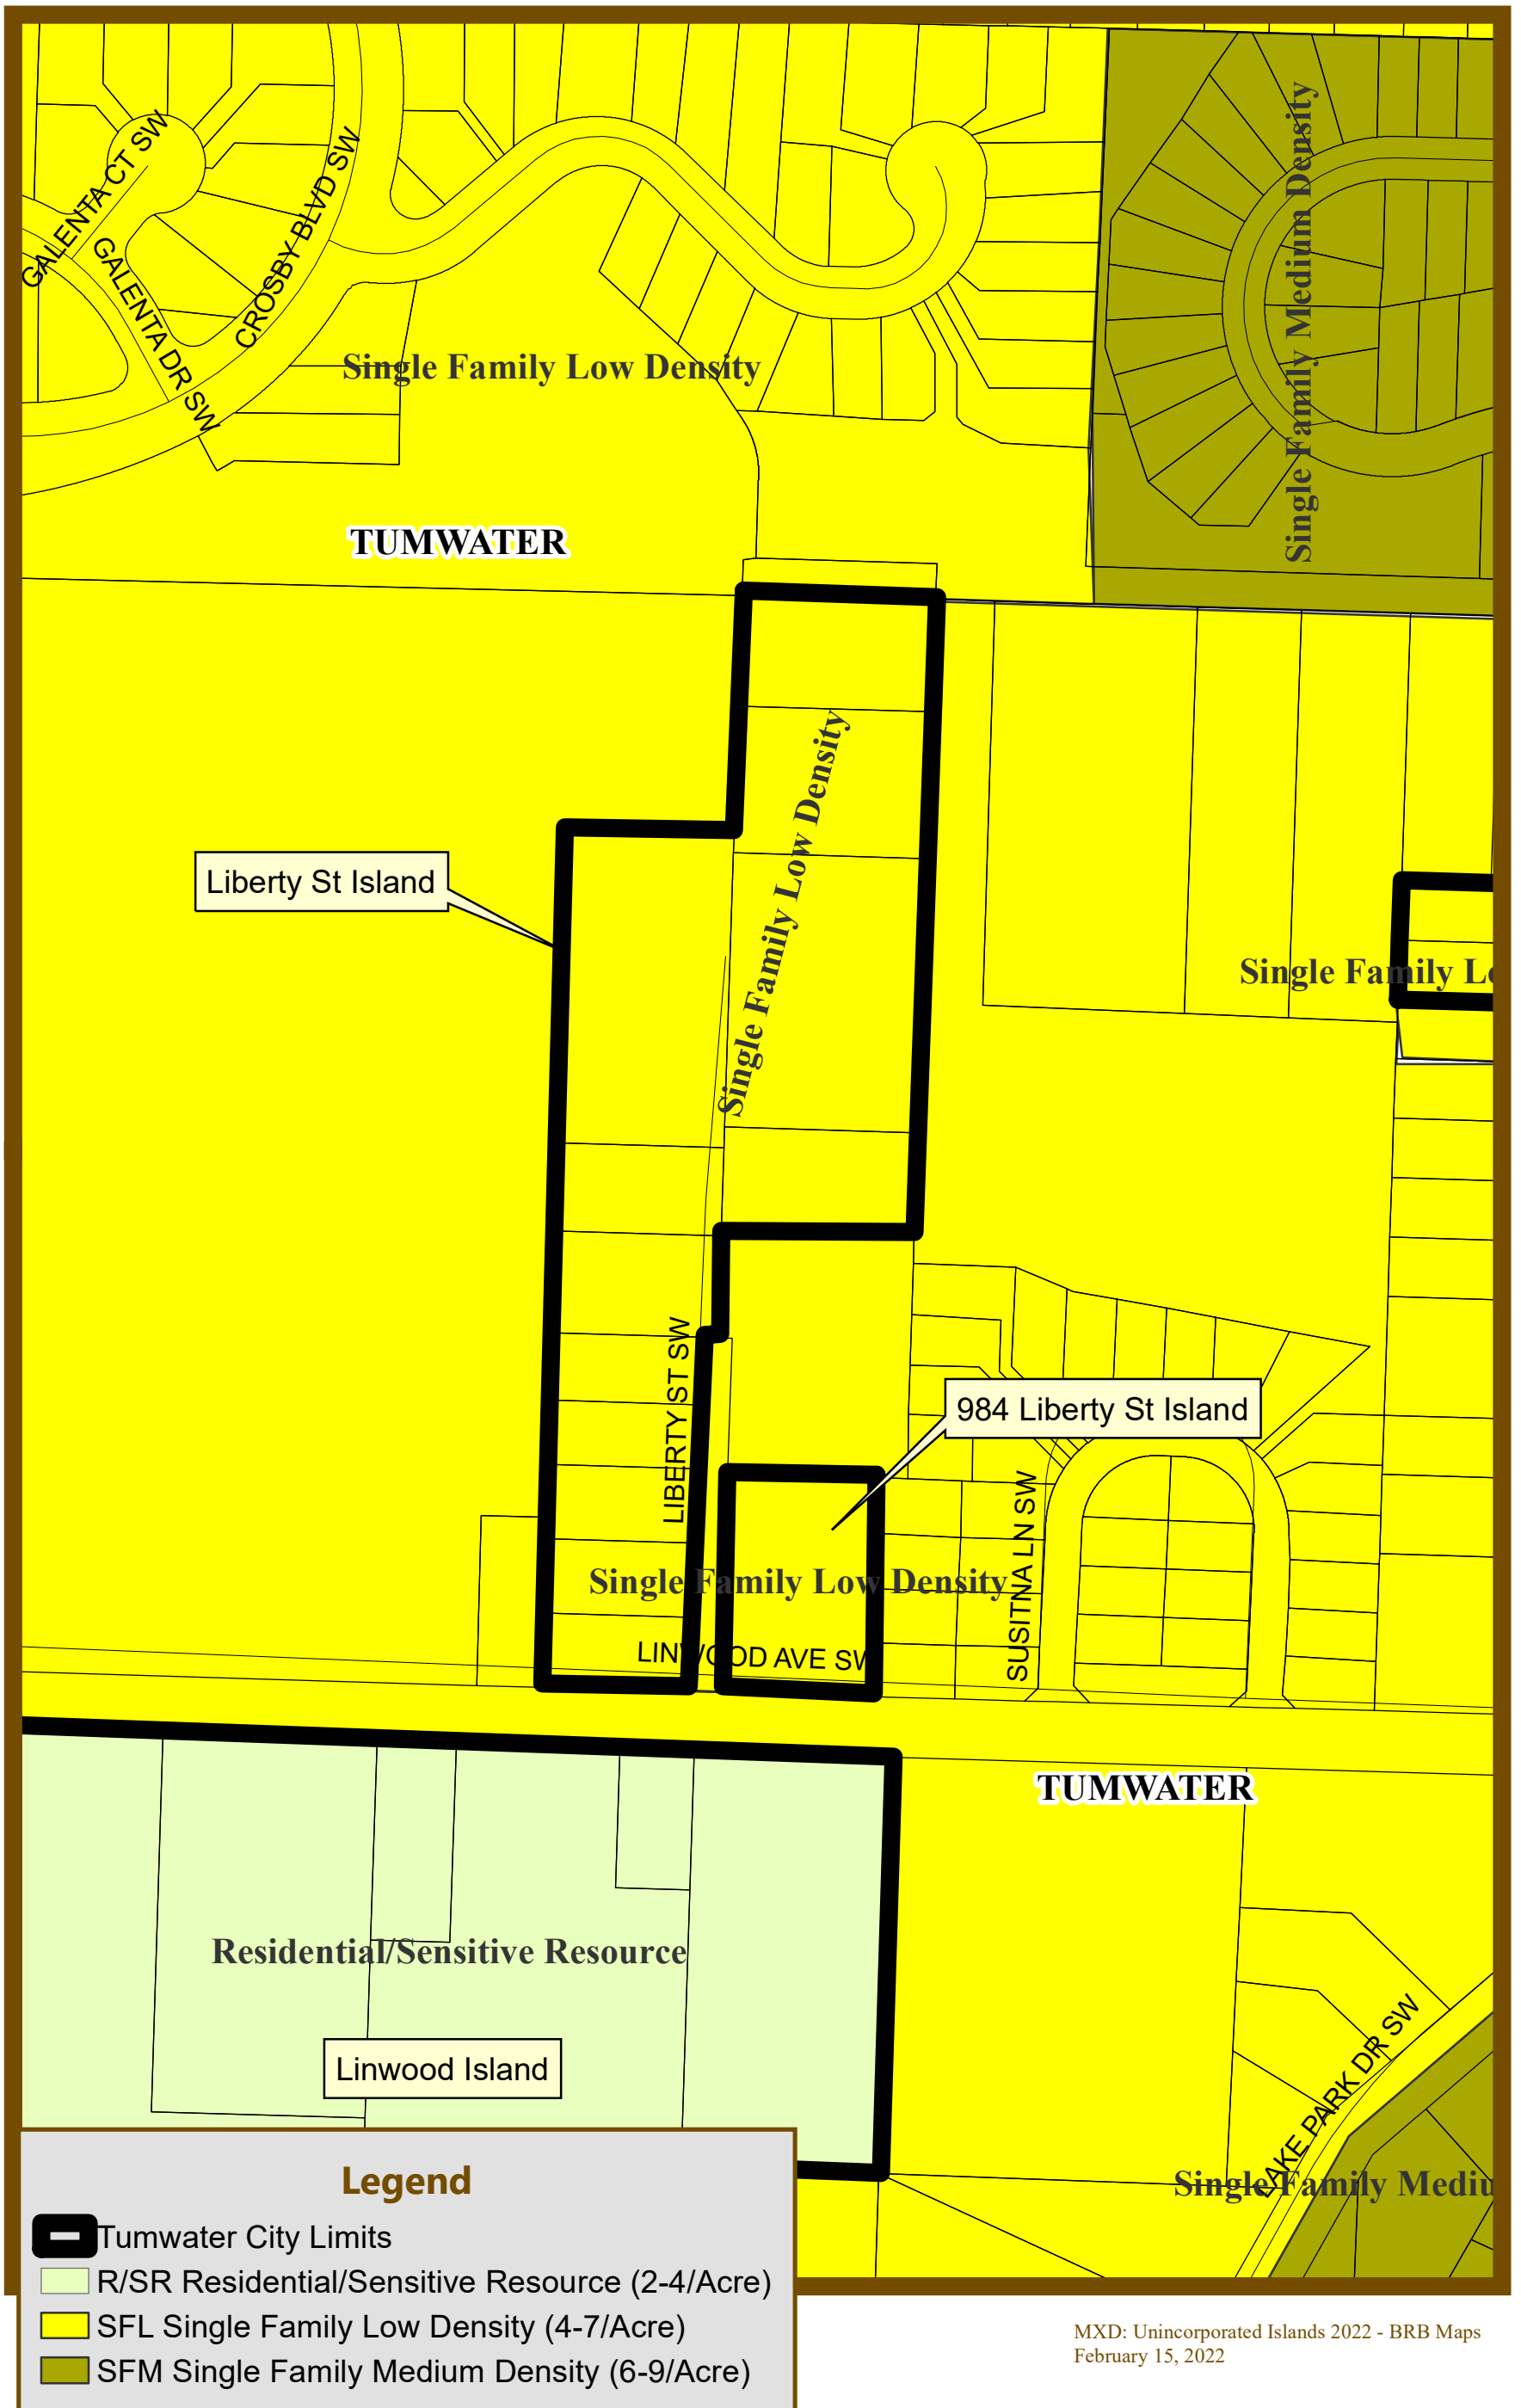 GALENTA CT SW
GALENTA DR SW
CROSBY BLVD SW
Single Family Low Density
Single Family Medium Density
TUMWATER
Single Family Low Density
Liberty St Island
Single Family Lo
LIBERTY ST SW
984 Liberty St Island
SUSITNA LN SW
Single Family Low Density
LINWOOD AVE SW
TUMWATER
Residential/Sensitive Resource
Linwood Island
LAKE PARK DR SW
Single Family Mediu
Legend
Tumwater City Limits
R/SR Residential/Sensitive Resource (2-4/Acre)
SFL Single Family Low Density (4-7/Acre)
SFM Single Family Medium Density (6-9/Acre)
MXD: Unincorporated Islands 2022 - BRB Maps
February 15, 2022